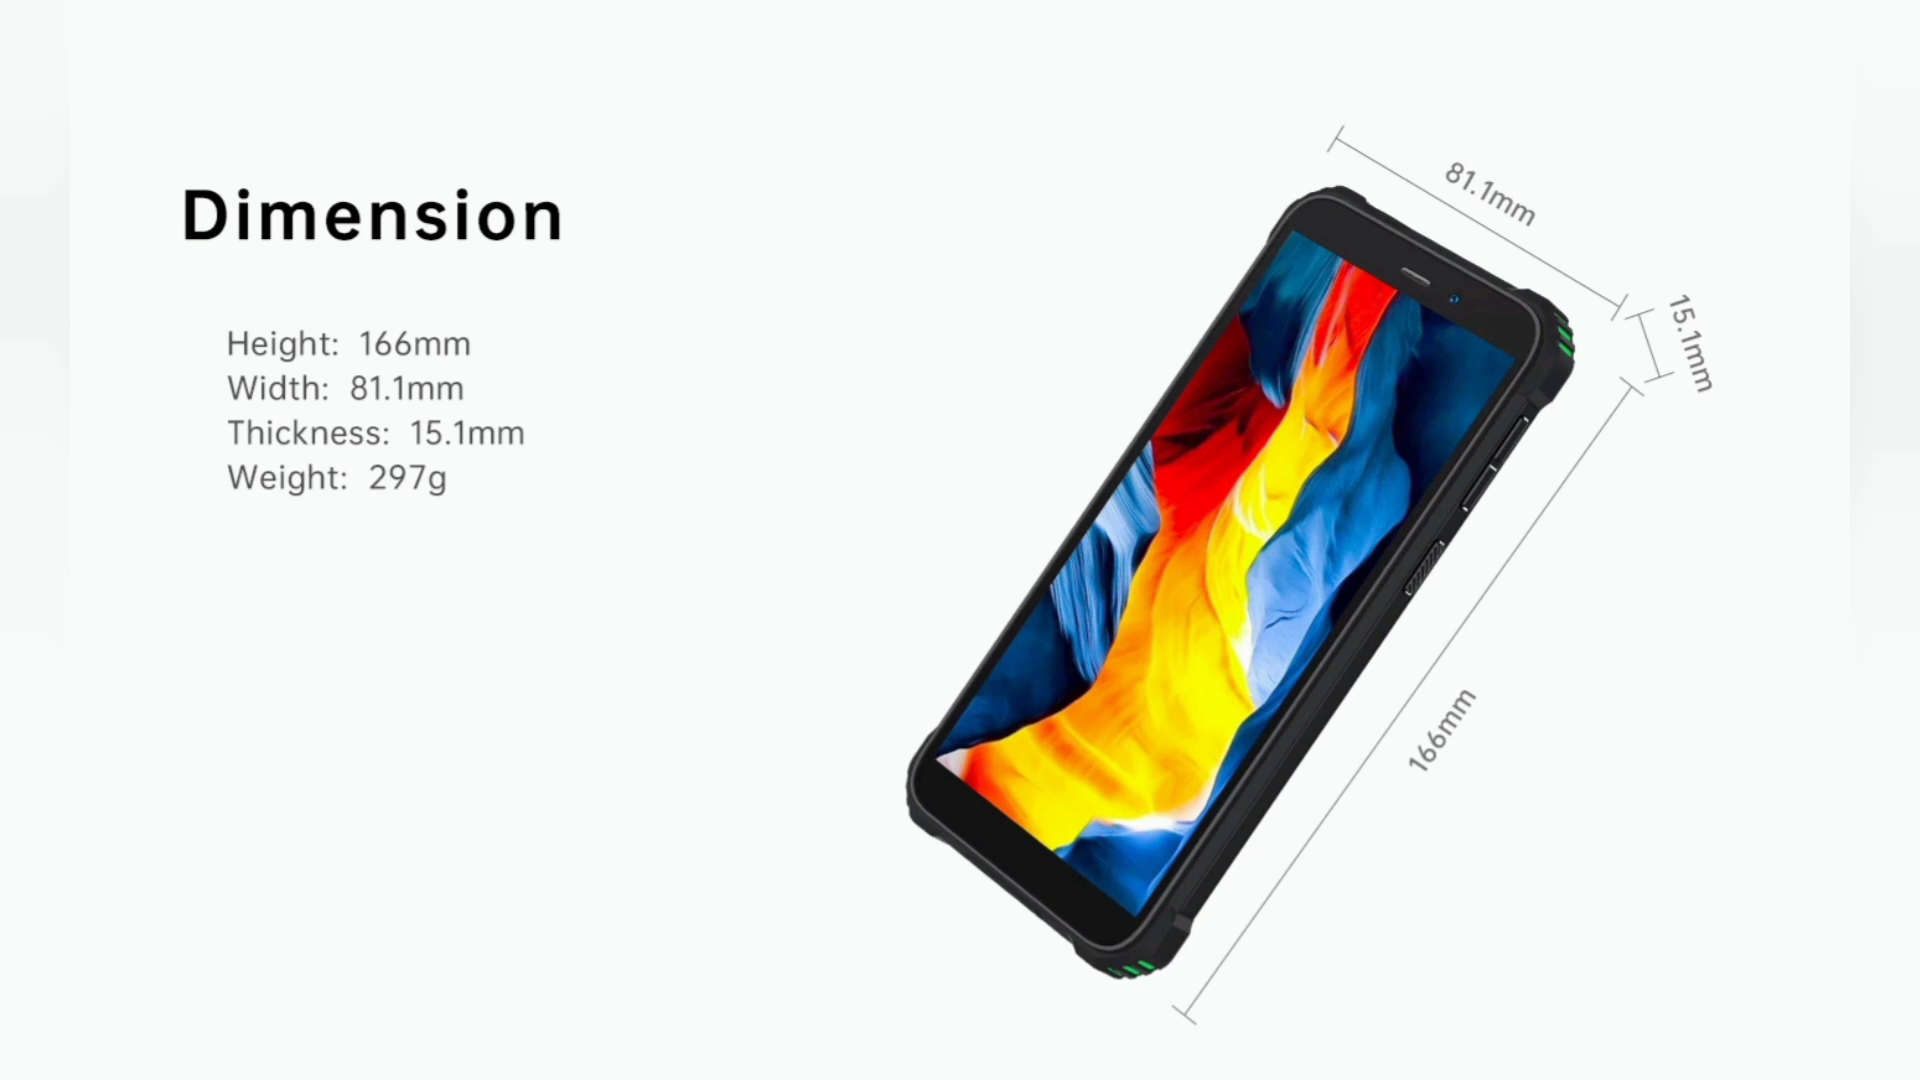 Dimension
Height: 166mm
Width: 81.1mm
Thickness: 15.1mm
Weight: 297g
81.1mm
15.1mm
166mm